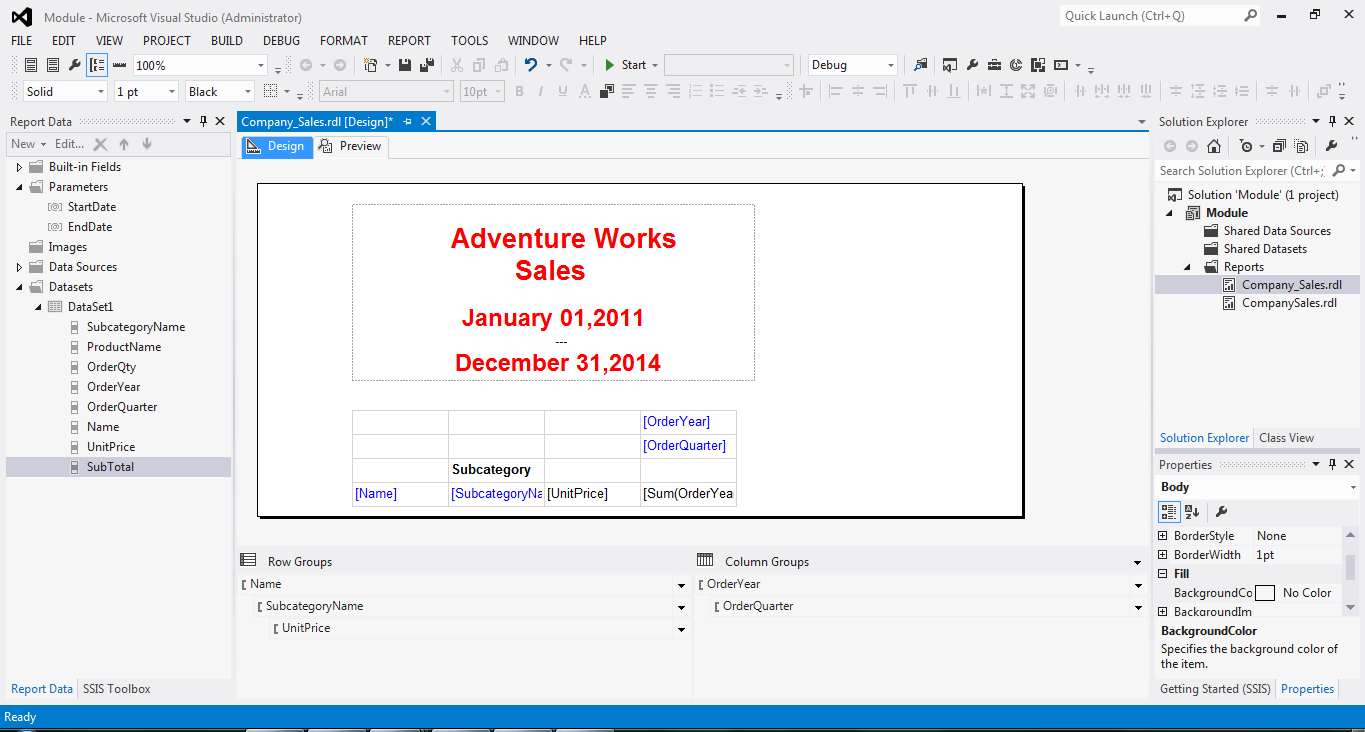 Module - Microsoft Visual Studio (Administrator)
Quick Launch (Ctrl+Q)
FILE EDIT VIEW PROJECT BUILD DEBUG FORMAT REPORT TOOLS WINDOW HELP
100% Start Debug
Solid 1 pt Black Arial 10pt B I U A
Report Data
New Edit...
Built-in Fields
Parameters
StartDate
EndDate
Images
Data Sources
Datasets
DataSet1
SubcategoryName
ProductName
OrderQty
OrderYear
OrderQuarter
Name
UnitPrice
SubTotal
Report Data SSIS Toolbox
Company_Sales.rdl [Design]*
Design Preview
Adventure Works
Sales
January 01,2011
---
December 31,2014
[OrderYear]
[OrderQuarter]
Subcategory
[Name] [SubcategoryNa [UnitPrice] [Sum(OrderYea
Row Groups
Name
SubcategoryName
UnitPrice
Column Groups
OrderYear
OrderQuarter
Solution Explorer
Search Solution Explorer (Ctrl+;
Solution 'Module' (1 project)
Module
Shared Data Sources
Shared Datasets
Reports
Company_Sales.rdl
CompanySales.rdl
Solution Explorer Class View
Properties
Body
BorderStyle None
BorderWidth 1pt
Fill
BackgroundCo No Color
BackgroundIm
BackgroundColor
Specifies the background color of
the item.
Getting Started (SSIS) Properties
Ready